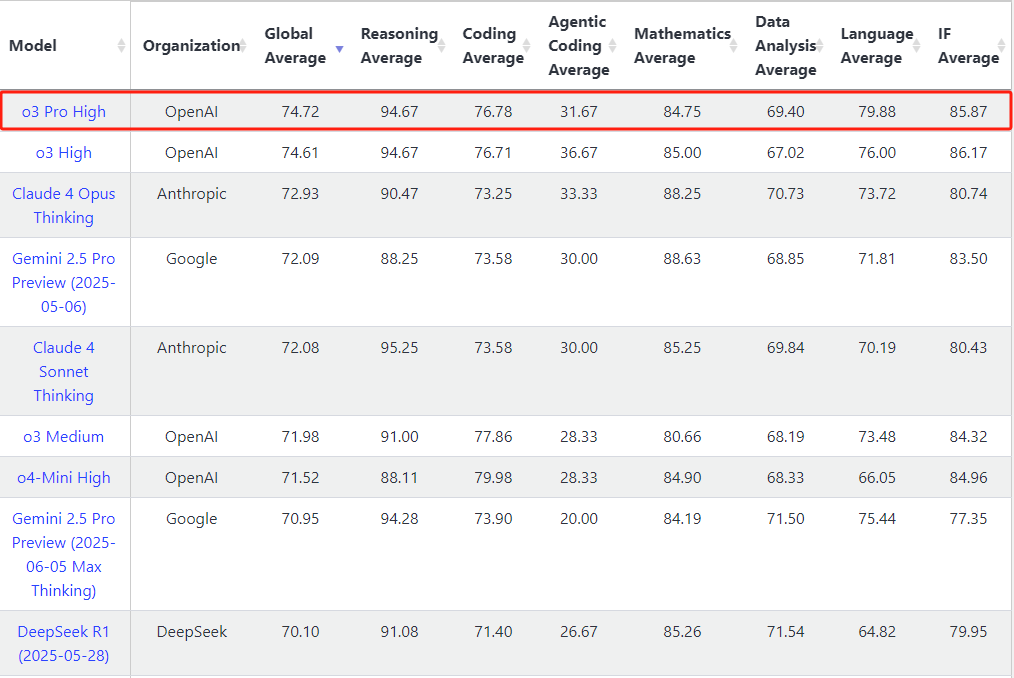 Model Organization Global Average Reasoning Average Coding Average Agentic Coding Average Mathematics Average Data Analysis Average Language Average IF Average
o3 Pro High OpenAI 74.72 94.67 76.78 31.67 84.75 69.40 79.88 85.87
o3 High OpenAI 74.61 94.67 76.71 36.67 85.00 67.02 76.00 86.17
Claude 4 Opus Thinking Anthropic 72.93 90.47 73.25 33.33 88.25 70.73 73.72 80.74
Gemini 2.5 Pro Preview (2025-05-06) Google 72.09 88.25 73.58 30.00 88.63 68.85 71.81 83.50
Claude 4 Sonnet Thinking Anthropic 72.08 95.25 73.58 30.00 85.25 69.84 70.19 80.43
o3 Medium OpenAI 71.98 91.00 77.86 28.33 80.66 68.19 73.48 84.32
o4-Mini High OpenAI 71.52 88.11 79.98 28.33 84.90 68.33 66.05 84.96
Gemini 2.5 Pro Preview (2025-06-05 Max Thinking) Google 70.95 94.28 73.90 20.00 84.19 71.50 75.44 77.35
DeepSeek R1 (2025-05-28) DeepSeek 70.10 91.08 71.40 26.67 85.26 71.54 64.82 79.95